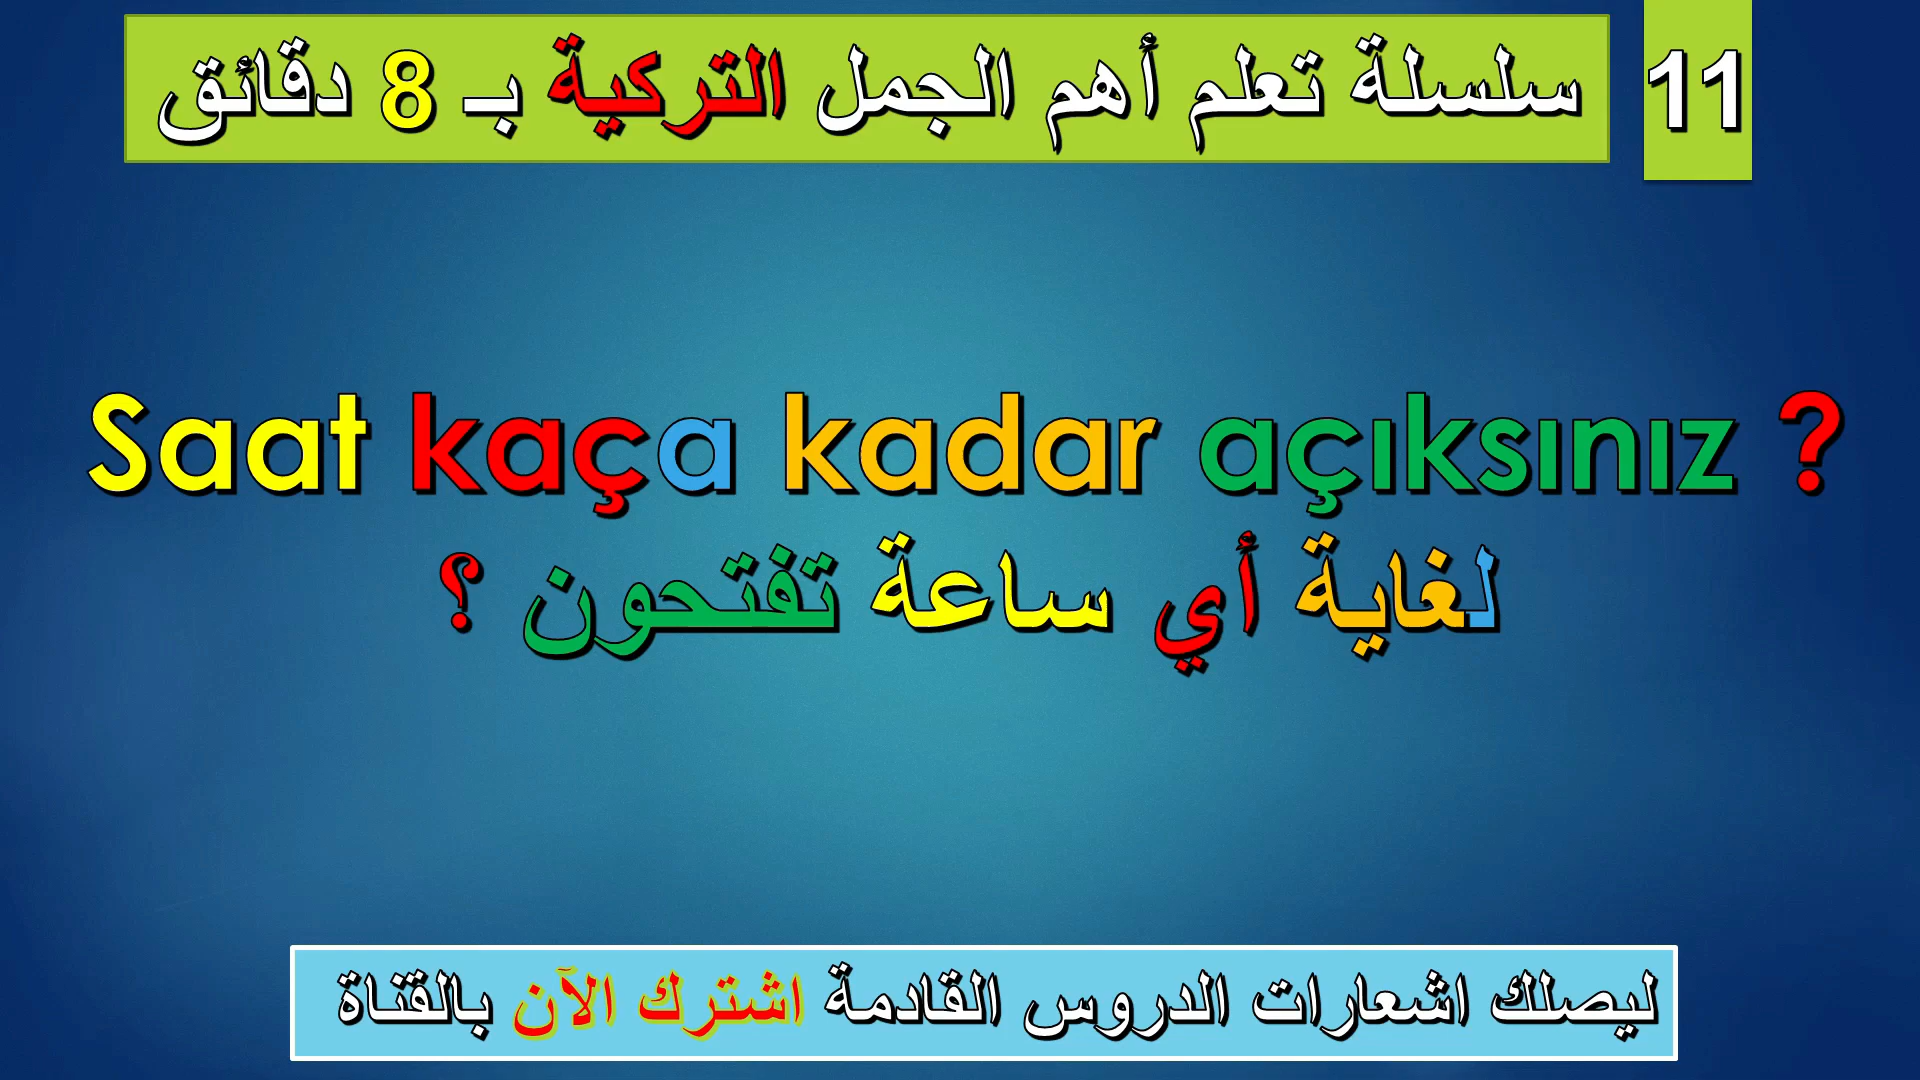 11
سلسلة تعلم أهم الجمل التركية بـ 8 دقائق
Saat kaça kadar açıksınız ?
لغاية أي ساعة تفتحون ؟
ليصلك اشعارات الدروس القادمة اشترك الآن بالقناة